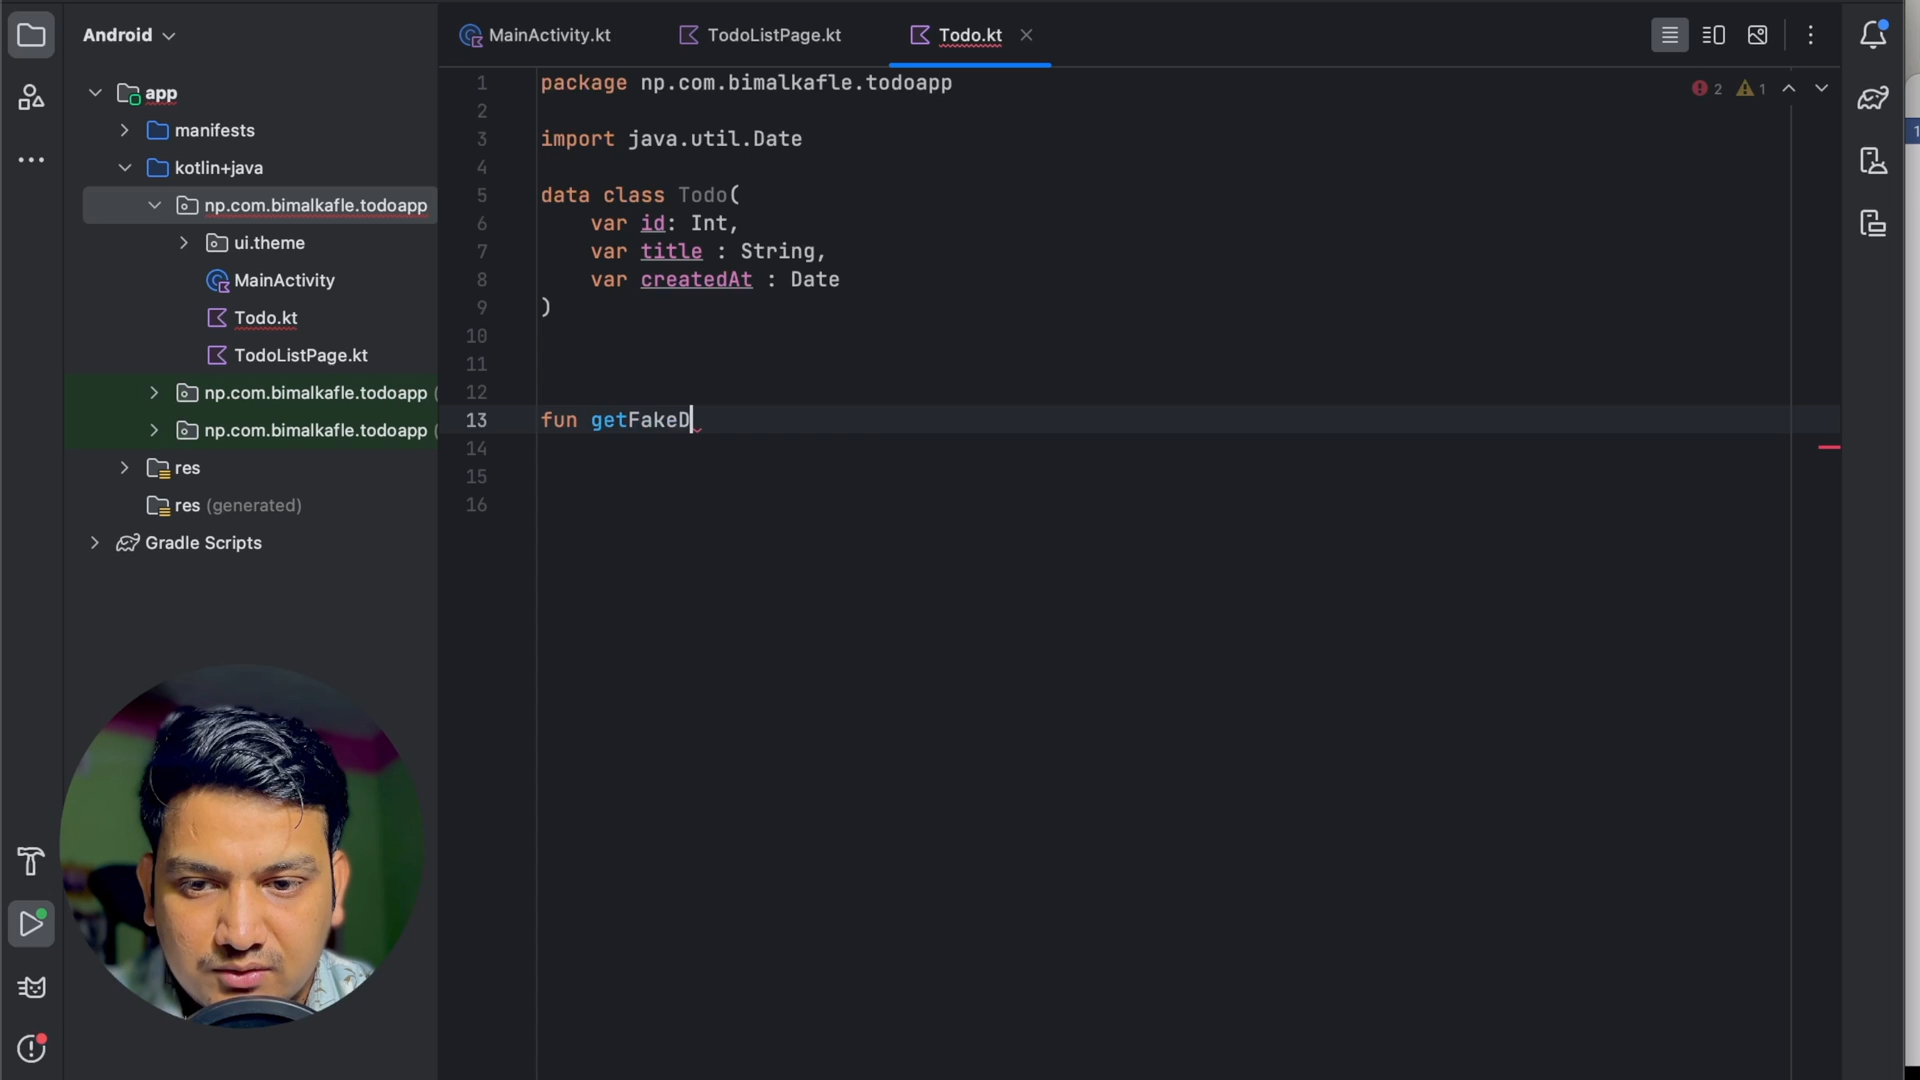 Android
MainActivity.kt
TodoListPage.kt
Todo.kt
app
manifests
kotlin+java
np.com.bimalkafle.todoapp
ui.theme
MainActivity
Todo.kt
TodoListPage.kt
np.com.bimalkafle.todoapp (
np.com.bimalkafle.todoapp (
res
res (generated)
Gradle Scripts
2 1
1 package np.com.bimalkafle.todoapp
2
3 import java.util.Date
4
5 data class Todo(
6 var id: Int,
7 var title : String,
8 var createdAt : Date
9 )
10
11
12
13 fun getFakeD
14
15
16
1